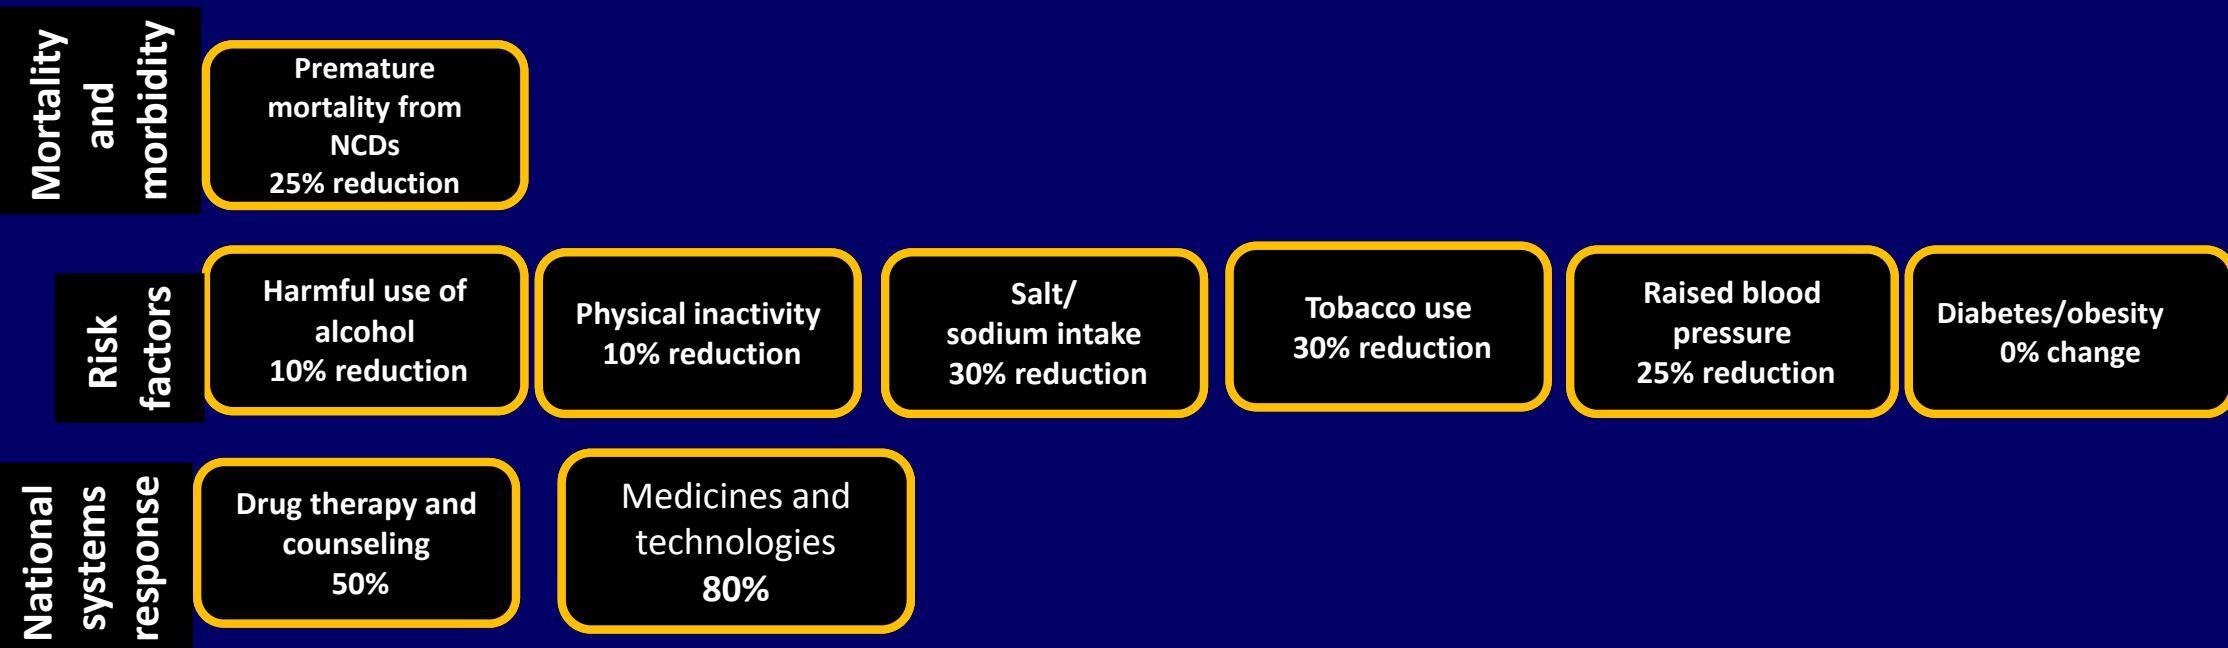 Mortality
and
morbidity
Premature
mortality from
NCDs
25% reduction
Risk
factors
Harmful use of
alcohol
10% reduction
Physical inactivity
10% reduction
Salt/
sodium intake
30% reduction
Tobacco use
30% reduction
Raised blood
pressure
25% reduction
Diabetes/obesity
0% change
National
systems
response
Drug therapy and
counseling
50%
Medicines and
technologies
80%